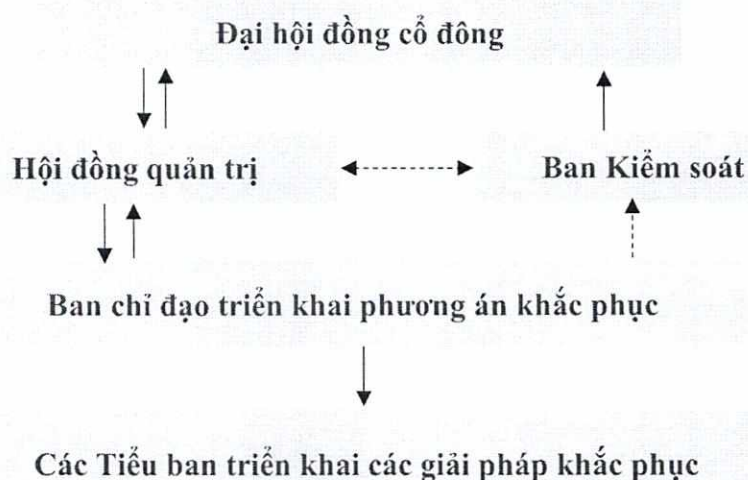 Đại hội đồng cổ đông
Hội đồng quản trị
Ban Kiểm soát
Ban chỉ đạo triển khai phương án khắc phục
Các Tiểu ban triển khai các giải pháp khắc phục